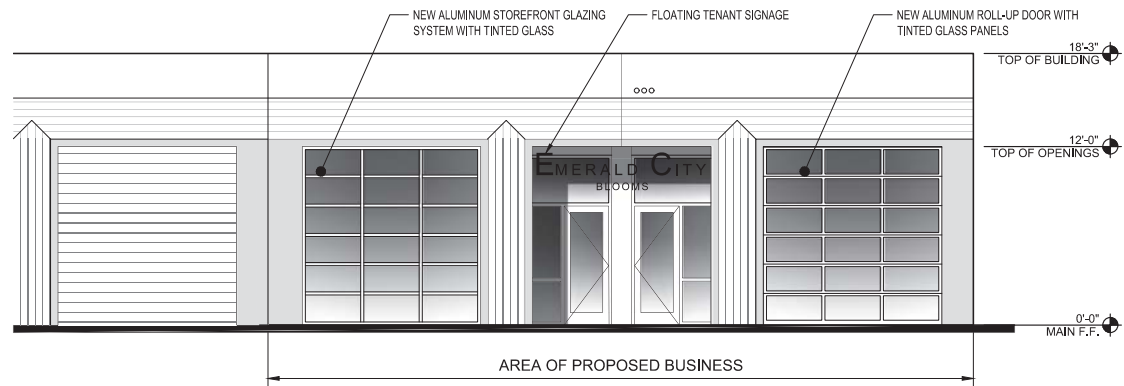 NEW ALUMINUM STOREFRONT GLAZING
SYSTEM WITH TINTED GLASS
FLOATING TENANT SIGNAGE
NEW ALUMINUM ROLL-UP DOOR WITH
TINTED GLASS PANELS
18'-3"
TOP OF BUILDING
12'-0"
TOP OF OPENINGS
EMERALD CITY
BLOOMS
0'-0"
MAIN F.F.
AREA OF PROPOSED BUSINESS